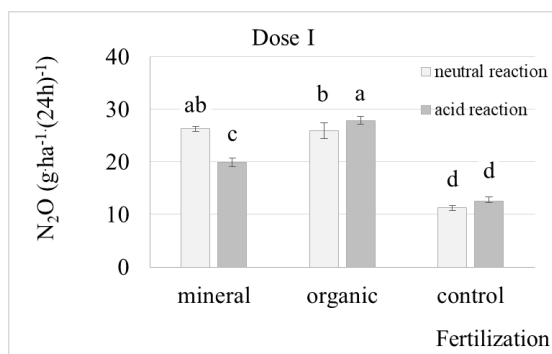 Dose I
N₂O (g·ha⁻¹·(24h)⁻¹)
40
30
20
10
0
neutral reaction
acid reaction
ab
c
b
a
d
d
mineral
organic
control
Fertilization